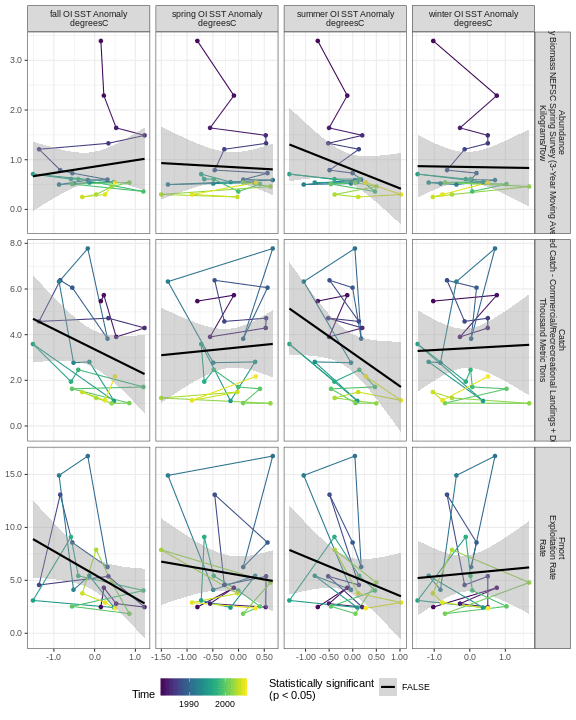 fall OI SST Anomaly
degreesC
spring OI SST Anomaly
degreesC
summer OI SST Anomaly
degreesC
winter OI SST Anomaly
degreesC
3.0
2.0
1.0
0.0
Abundance
Biomass NEFSC Spring Survey (3-Year Moving
Kilograms/tow
8.0
6.0
4.0
2.0
0.0
Catch
Catch - Commercial/Recreational Landings +
Thousand Metric Tons
15.0
10.0
5.0
0.0
Fmort
Exploitation Rate
Rate
-1.0 0.0 1.0
-1.50 -1.00 -0.50 0.00 0.50
-1.00 -0.50 0.00 0.50 1.00
-1.0 0.0 1.0
Time
1990 2000
Statistically significant
(p < 0.05)
FALSE